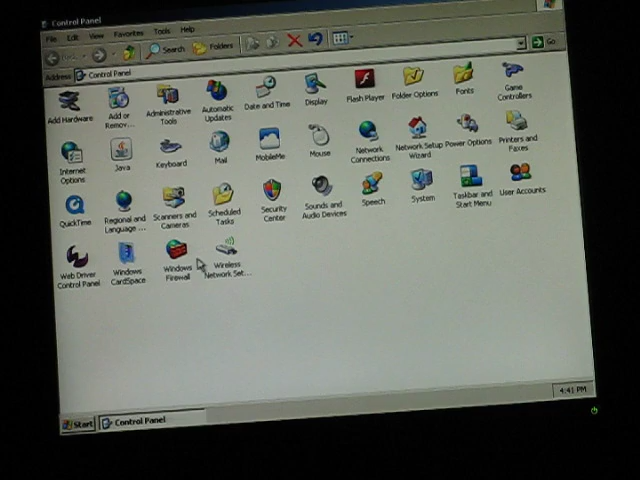 Control Panel
File Edit View Favorites Tools Help
Back Search Folders
Address Control Panel Go
Add Hardware
Add or Remov...
Administrative Tools
Automatic Updates
Date and Time
Display
Flash Player
Folder Options
Fonts
Game Controllers
Internet Options
Java
Keyboard
Mail
MobileMe
Mouse
Network Connections
Network Setup Wizard
Power Options
Printers and Faxes
QuickTime
Regional and Language ...
Scanners and Cameras
Scheduled Tasks
Security Center
Sounds and Audio Devices
Speech
System
Taskbar and Start Menu
User Accounts
Web Driver Control Panel
Windows CardSpace
Windows Firewall
Wireless Network Set...
4:41 PM
Start Control Panel